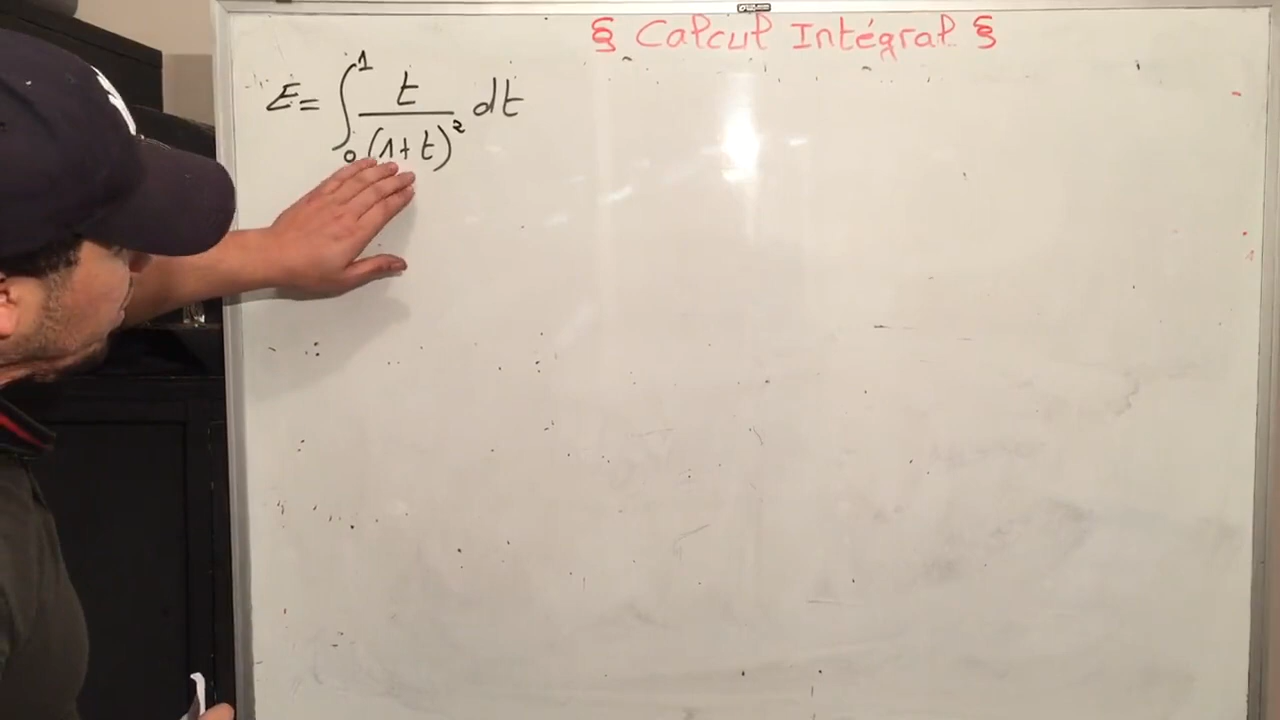 § Calcul Intégral §
E = ∫₀¹ t/(1+t)² dt